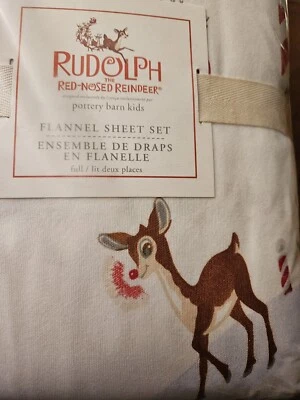 RUDOLPH
THE
RED-NOSED REINDEER®
pottery barn kids
FLANNEL SHEET SET
ENSEMBLE DE DRAPS
EN FLANELLE
full / lit deux places